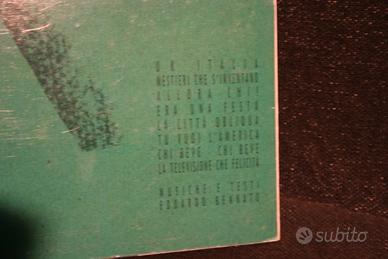 OK ITALIA
MESTIERI CHE S'INVENTANO
ALLORA CHI?
ERA UNA FESTA
LA CITTÀ OBLIQUA
TU VUOI L'AMERICA
CHI BEVE, CHI BEVE
LA TELEVISIONE CHE FELICITÀ
MUSICHE E TESTI
EDOARDO BENNATO
subito